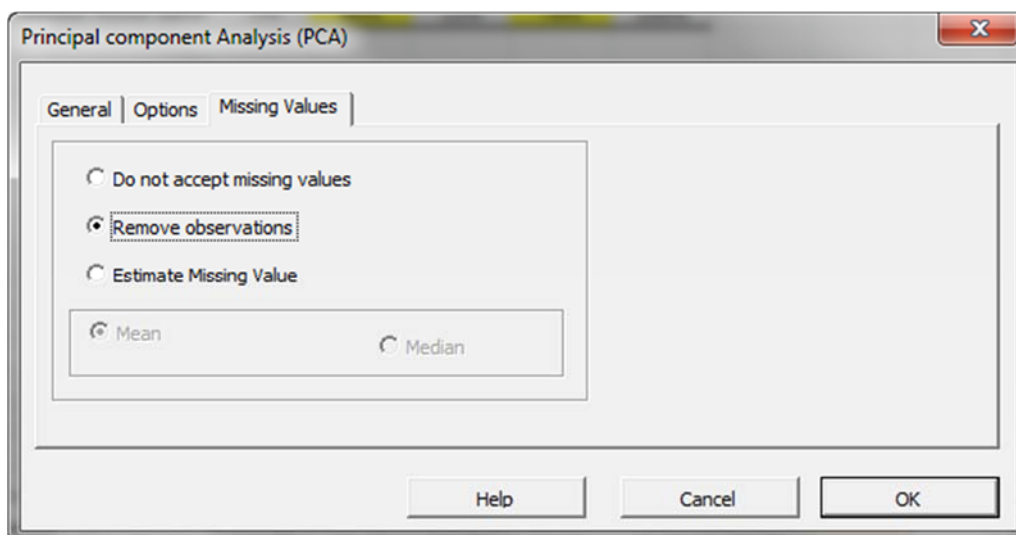 Principal component Analysis (PCA)
General Options Missing Values
Do not accept missing values
Remove observations
Estimate Missing Value
Mean Median
Help Cancel OK